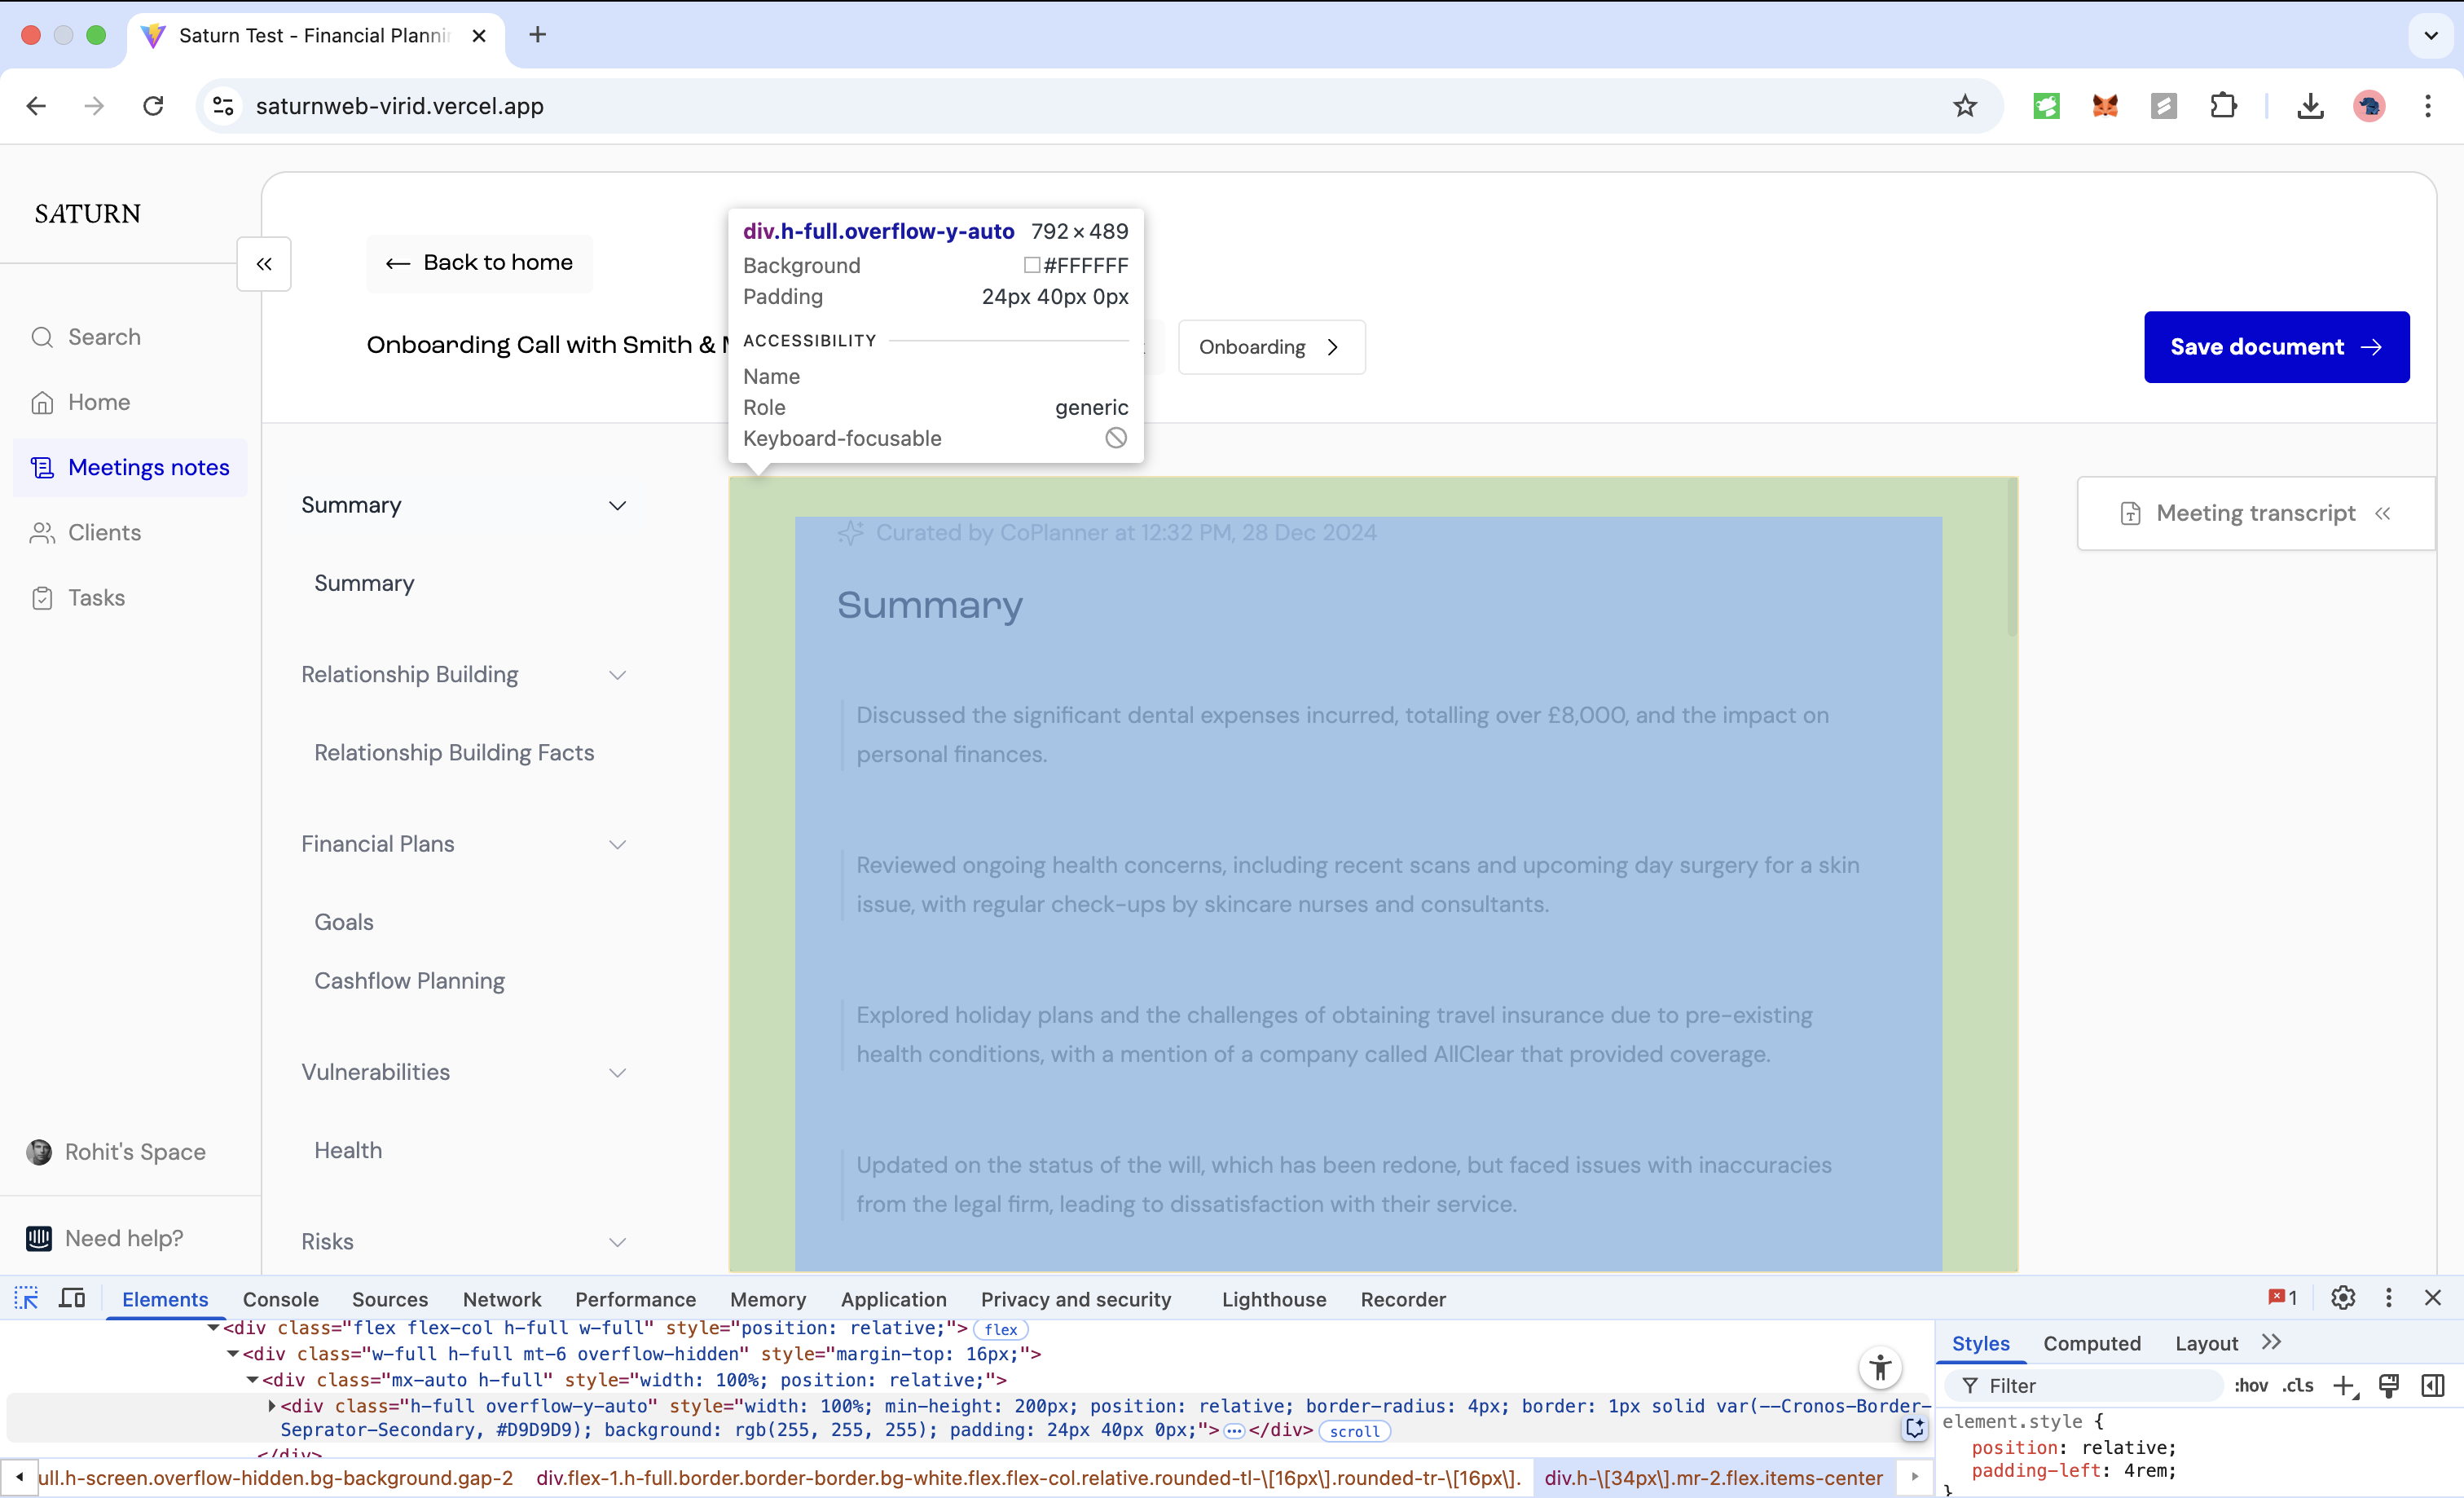 Saturn Test - Financial Plannin
saturnweb-virid.vercel.app
SATURN
Search
Home
Meetings notes
Clients
Tasks
Rohit's Space
Need help?
Back to home
Onboarding Call with Smith &
Onboarding
Save document
div.h-full.overflow-y-auto 792 × 489
Background #FFFFFF
Padding 24px 40px 0px
ACCESSIBILITY
Name
Role generic
Keyboard-focusable
Summary
Summary
Relationship Building
Relationship Building Facts
Financial Plans
Goals
Cashflow Planning
Vulnerabilities
Health
Risks
Curated by CoPlanner at 12:32 PM, 28 Dec 2024
Summary
Discussed the significant dental expenses incurred, totalling over £8,000, and the impact on
personal finances.
Reviewed ongoing health concerns, including recent scans and upcoming day surgery for a skin
issue, with regular check-ups by skincare nurses and consultants.
Explored holiday plans and the challenges of obtaining travel insurance due to pre-existing
health conditions, with a mention of a company called AllClear that provided coverage.
Updated on the status of the will, which has been redone, but faced issues with inaccuracies
from the legal firm, leading to dissatisfaction with their service.
Meeting transcript
Elements Console Sources Network Performance Memory Application Privacy and security Lighthouse Recorder 1
<div class="flex flex-col h-full w-full" style="position: relative;"> flex
<div class="w-full h-full mt-6 overflow-hidden" style="margin-top: 16px;">
<div class="mx-auto h-full" style="width: 100%; position: relative;">
<div class="h-full overflow-y-auto" style="width: 100%; min-height: 200px; position: relative; border-radius: 4px; border: 1px solid var(--Cronos-Border-
Seprator-Secondary, #D9D9D9); background: rgb(255, 255, 255); padding: 24px 40px 0px;"> … </div> scroll
</div>
ull.h-screen.overflow-hidden.bg-background.gap-2 div.flex-1.h-full.border.border-border.bg-white.flex.flex-col.relative.rounded-tl-\[16px\].rounded-tr-\[16px\]. div.h-\[34px\].mr-2.flex.items-center
Styles Computed Layout
Filter :hov .cls
element.style {
position: relative;
padding-left: 4rem;
}